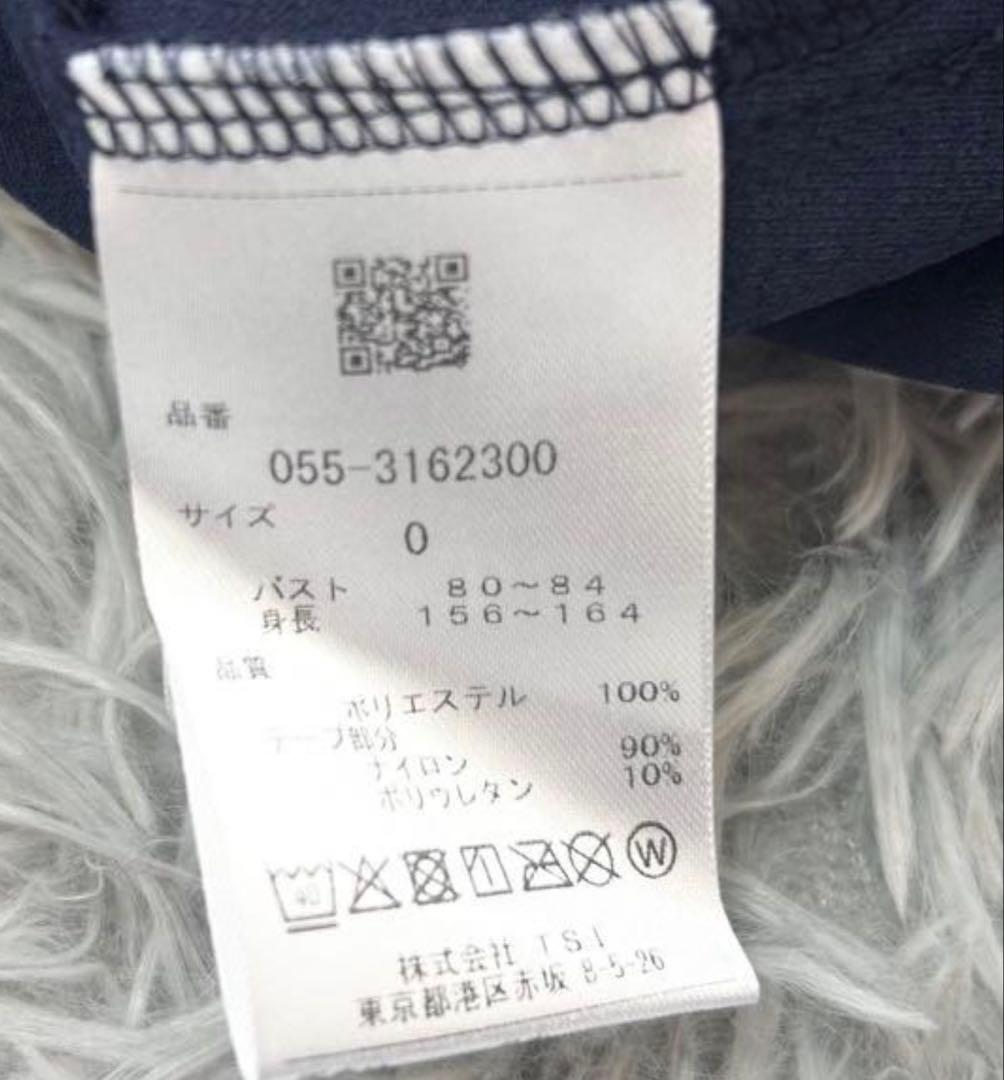 品番
055-3162300
サイズ
0
バスト 80~84
身長 156~164
品質
ポリエステル 100%
テープ部分
ナイロン 90%
ポリウレタン 10%
40
W
株式会社 TSI
東京都港区赤坂 8-5-26